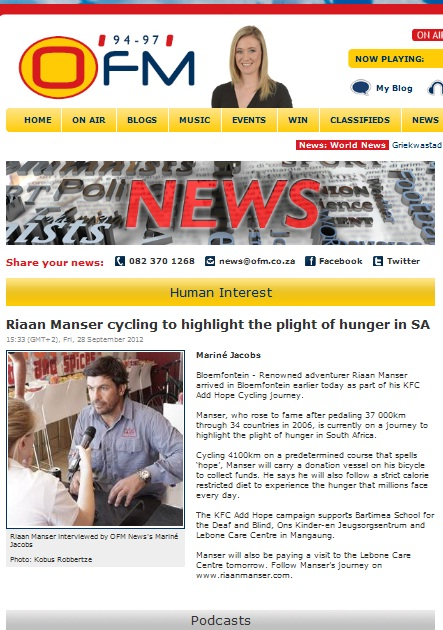 94-97
OFM
ON AIR
NOW PLAYING:
My Blog
HOME ON AIR BLOGS MUSIC EVENTS WIN CLASSIFIEDS NEWS
News: World News Griekwastad
NEWS
Share your news: 082 370 1268 news@ofm.co.za Facebook Twitter
Human Interest
Riaan Manser cycling to highlight the plight of hunger in SA
15:33 (GMT+2), Fri, 28 September 2012
Mariné Jacobs
Bloemfontein - Renowned adventurer Riaan Manser
arrived in Bloemfontein earlier today as part of his KFC
Add Hope Cycling journey.
Manser, who rose to fame after pedaling 37 000km
through 34 countries in 2006, is currently on a journey to
highlight the plight of hunger in South Africa.
Cycling 4100km on a predetermined course that spells
‘hope’, Manser will carry a donation vessel on his bicycle
to collect funds. He says he will also follow a strict calorie
restricted diet to experience the hunger that millions face
every day.
The KFC Add Hope campaign supports Bartimea School for
the Deaf and Blind, Ons Kinder-en Jeugsorgsentrum and
Lebone Care Centre in Mangaung.
Manser will also be paying a visit to the Lebone Care
Centre tomorrow. Follow Manser's journey on
www.riaanmanser.com.
Riaan Manser interviewed by OFM News's Mariné
Jacobs
Photo: Kobus Robbertze
Podcasts